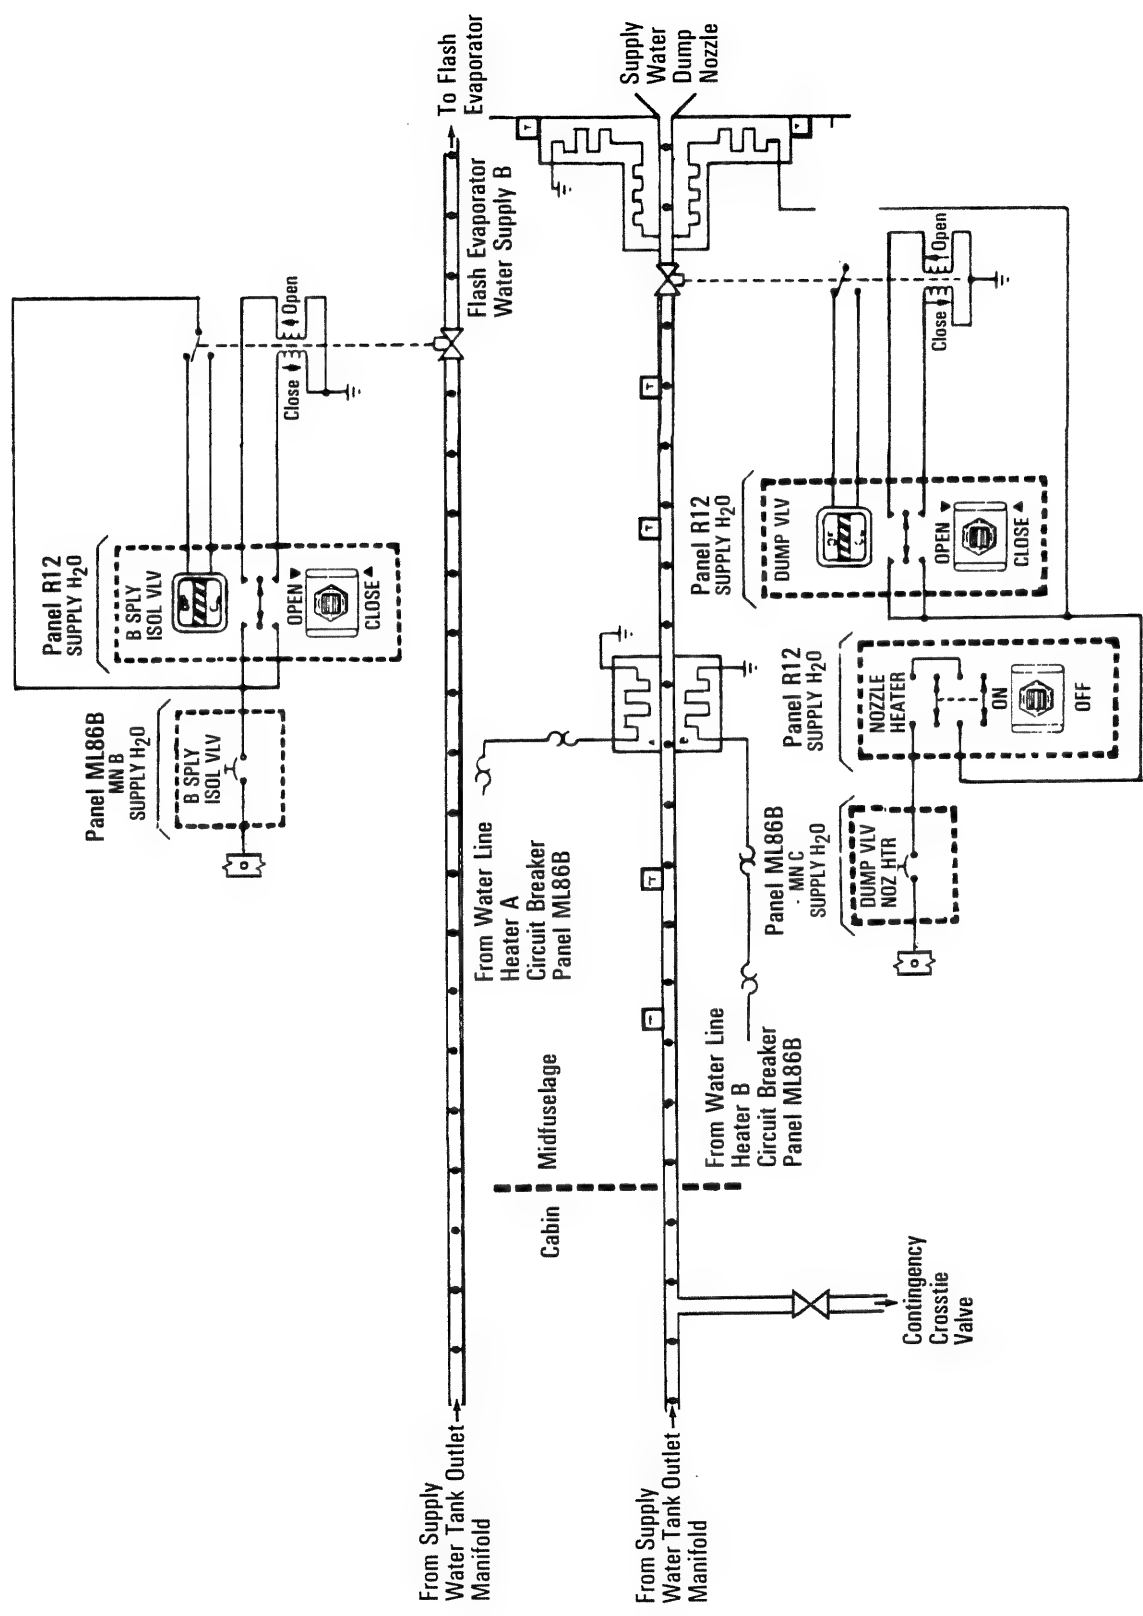 Panel ML86B
MN B
SUPPLY H2O
B SPLY
ISOL VLV
Panel R12
SUPPLY H2O
B SPLY
ISOL VLV
OPEN
CLOSE
Close
Open
From Supply
Water Tank Outlet
Manifold
Flash Evaporator
Water Supply B
To Flash
Evaporator
From Water Line
Heater A
Circuit Breaker
Panel ML86B
Cabin
Midfuselage
Supply
Water
Dump
Nozzle
T
T
T
T
T
T
A
B
From Supply
Water Tank Outlet
Manifold
From Water Line
Heater B
Circuit Breaker
Panel ML86B
Contingency
Crosstie
Valve
Panel R12
SUPPLY H2O
DUMP VLV
OPEN
CLOSE
Close
Open
Panel ML86B
MN C
SUPPLY H2O
DUMP VLV
NOZ HTR
Panel R12
SUPPLY H2O
NOZZLE
HEATER
ON
OFF